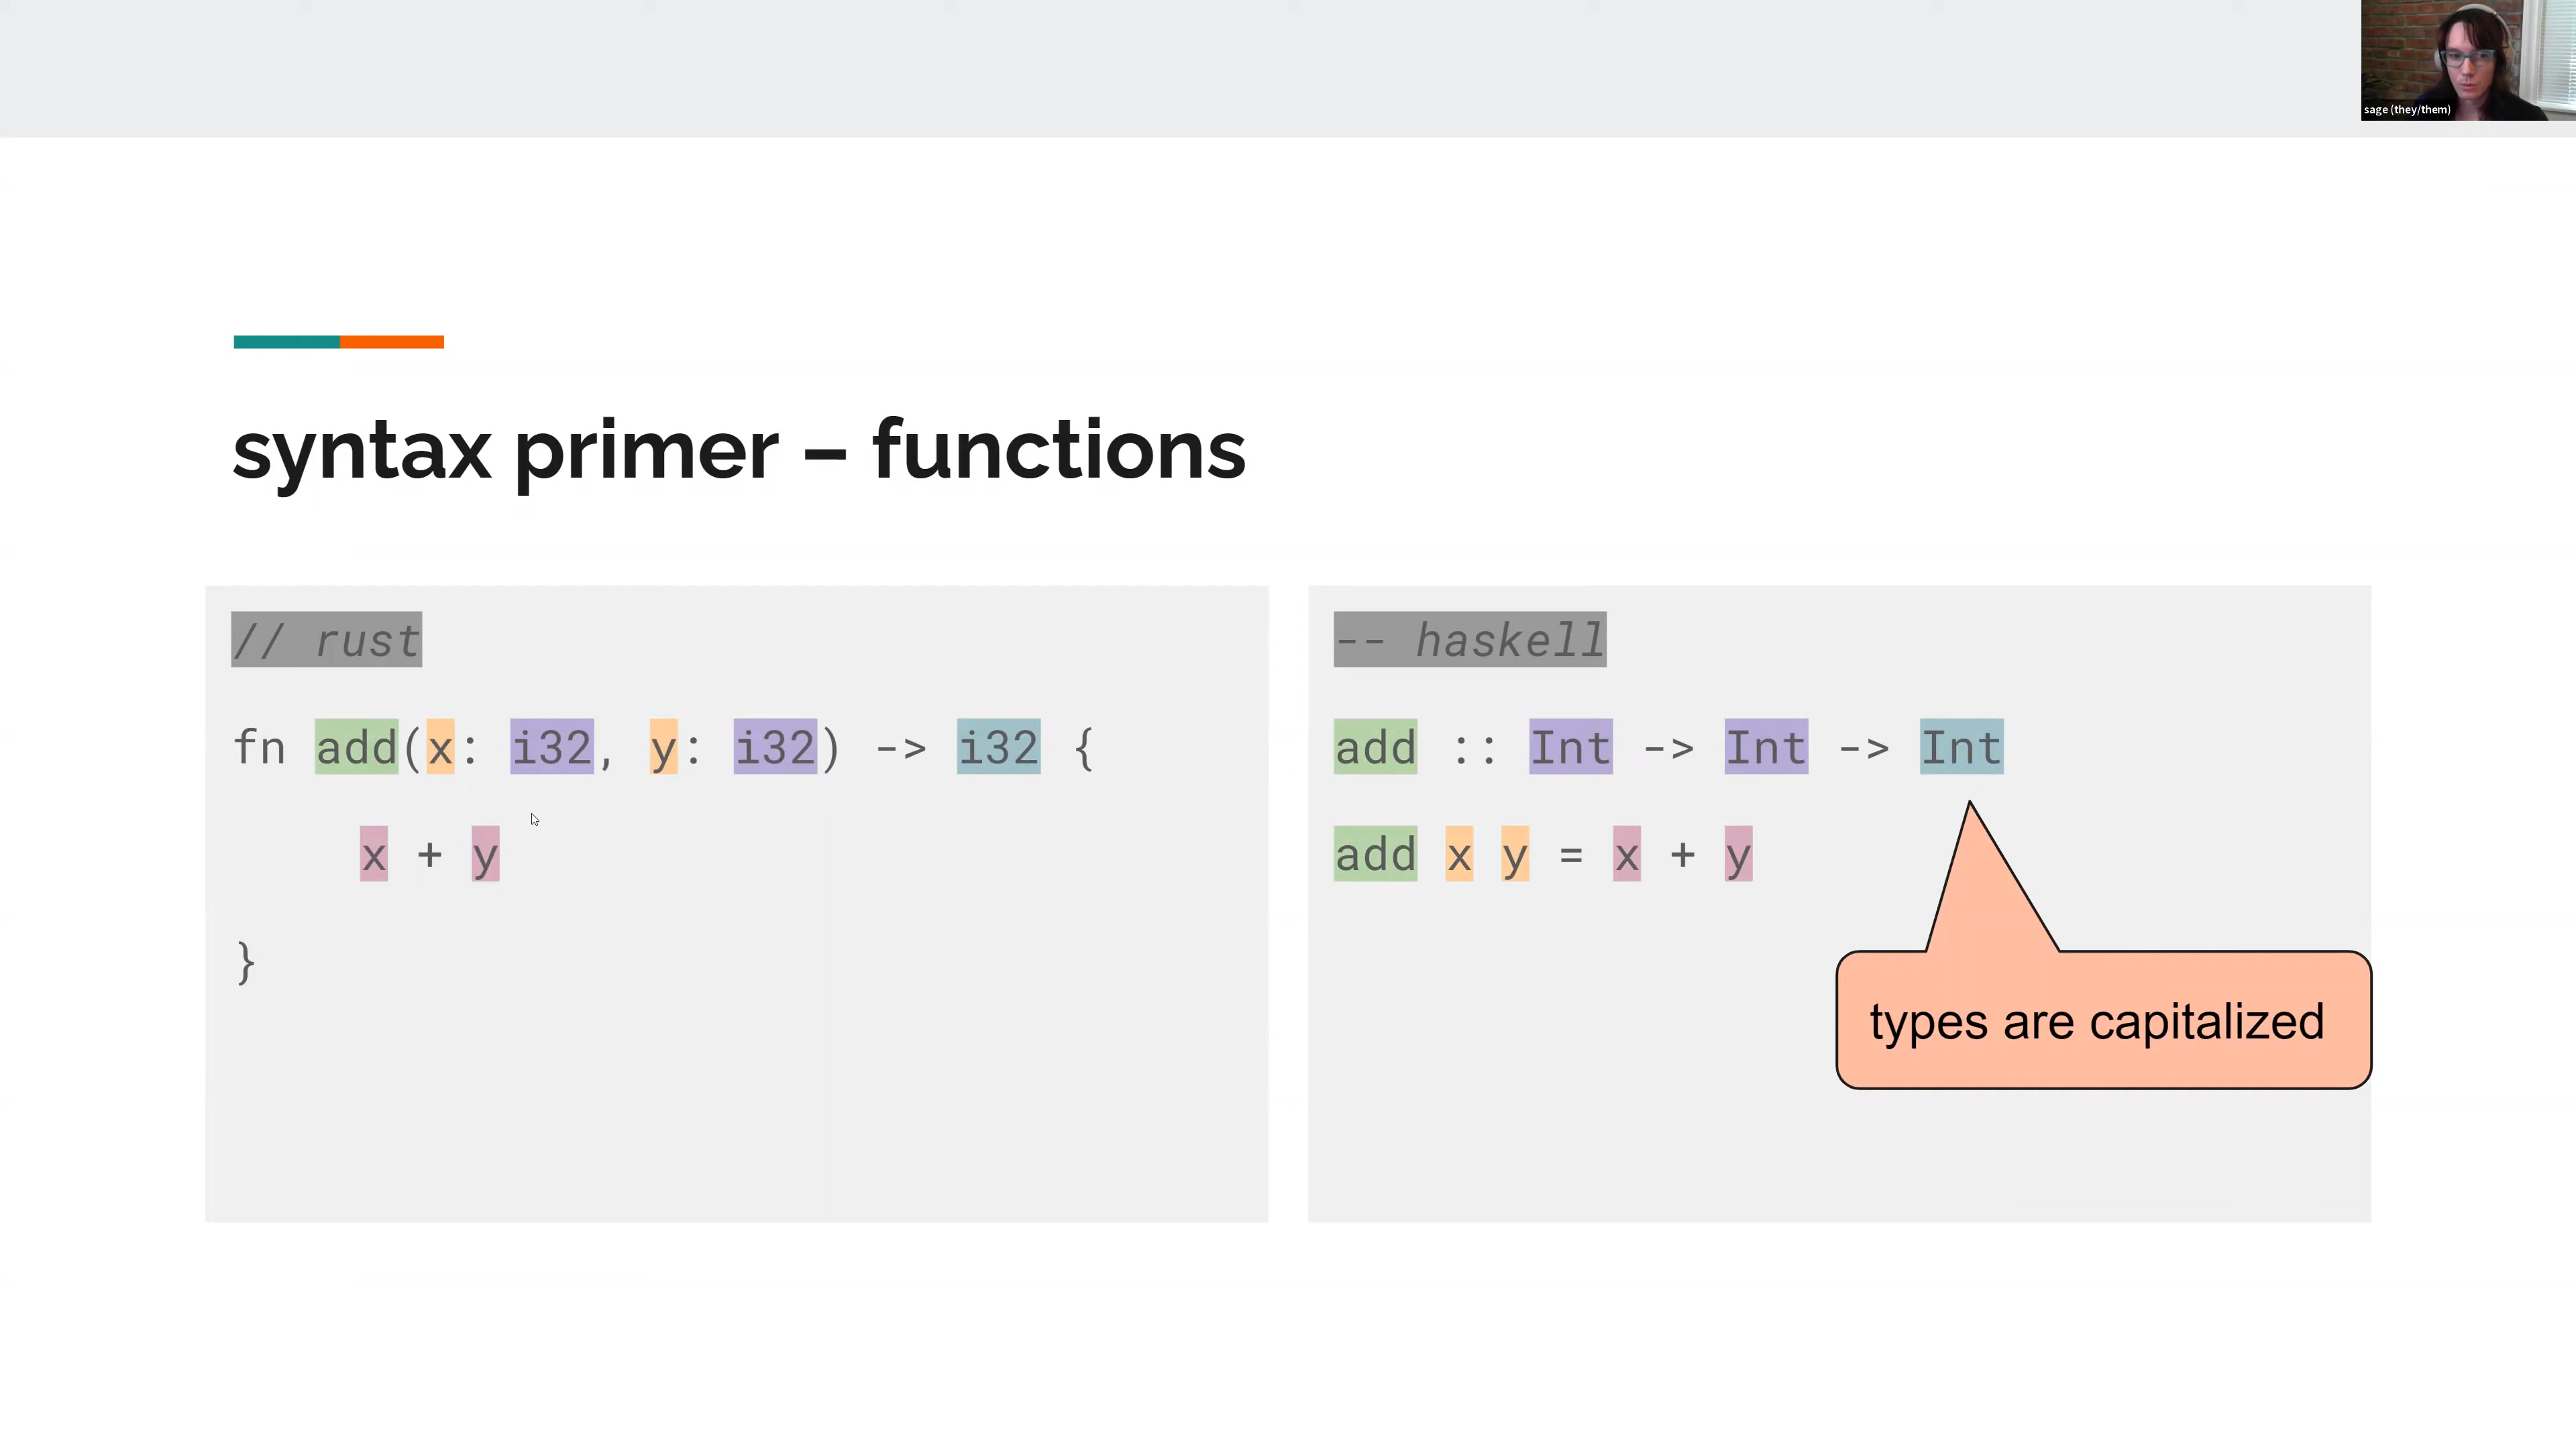 sage (they/them)
syntax primer – functions
// rust
fn add(x: i32, y: i32) -> i32 {
x + y
}
-- haskell
add :: Int -> Int -> Int
add x y = x + y
types are capitalized